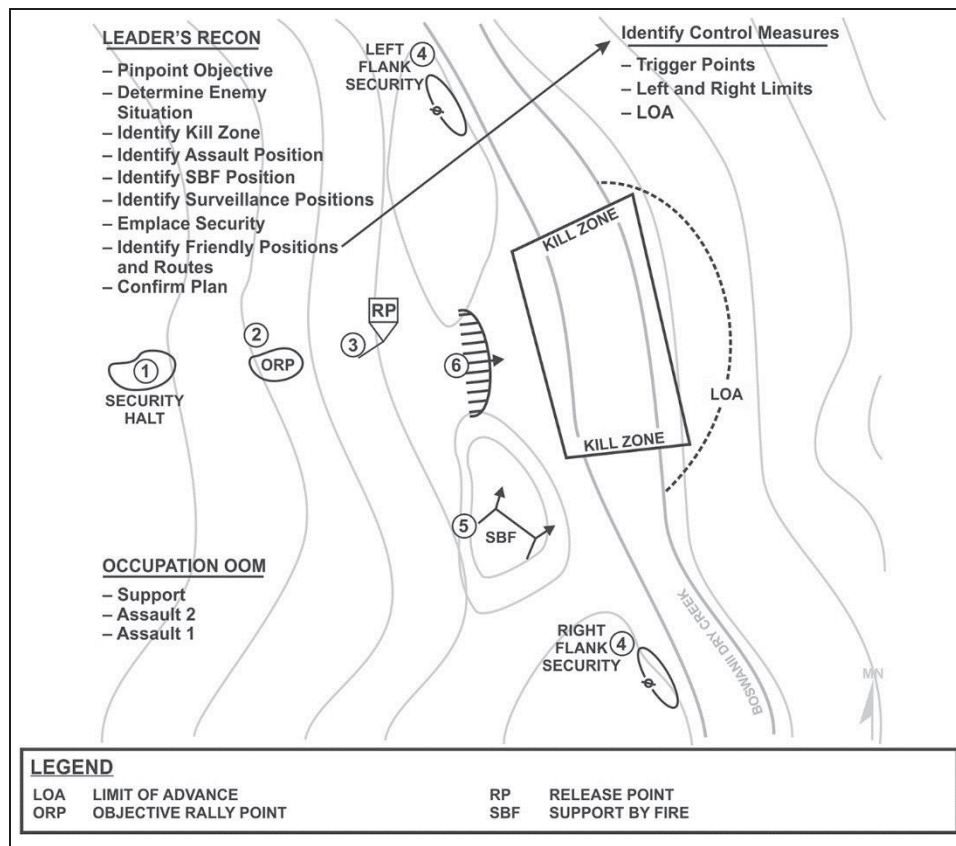 LEADER'S RECON
– Pinpoint Objective
– Determine Enemy
Situation
– Identify Kill Zone
– Identify Assault Position
– Identify SBF Position
– Identify Surveillance Positions
– Emplace Security
– Identify Friendly Positions
and Routes
– Confirm Plan
LEFT
FLANK
SECURITY
4
Identify Control Measures
– Trigger Points
– Left and Right Limits
– LOA
KILL ZONE
RP
3
2
ORP
1
SECURITY
HALT
6
LOA
KILL ZONE
5
SBF
OCCUPATION OOM
– Support
– Assault 2
– Assault 1
RIGHT
FLANK
SECURITY
4
BOSWANII DRY CREEK
MN
LEGEND
LOA LIMIT OF ADVANCE
ORP OBJECTIVE RALLY POINT
RP RELEASE POINT
SBF SUPPORT BY FIRE